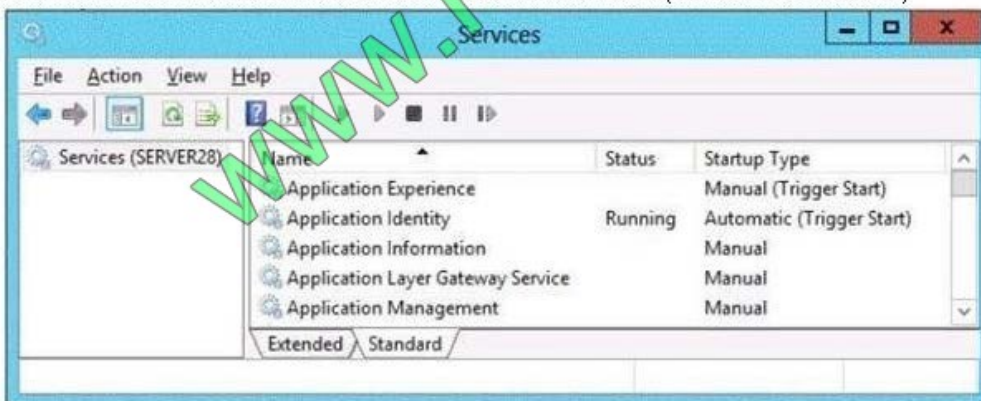 Services
File Action View Help
Services (SERVER28)
Name Status Startup Type
Application Experience Manual (Trigger Start)
Application Identity Running Automatic (Trigger Start)
Application Information Manual
Application Layer Gateway Service Manual
Application Management Manual
Extended Standard
www.